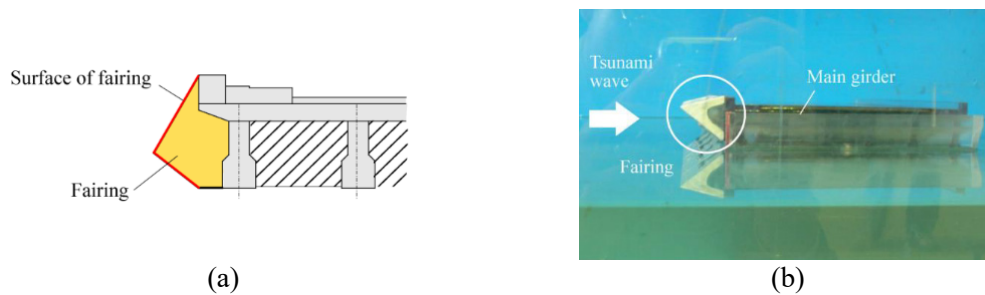 Surface of fairing
Fairing
(a)
Tsunami
wave
Main girder
Fairing
(b)